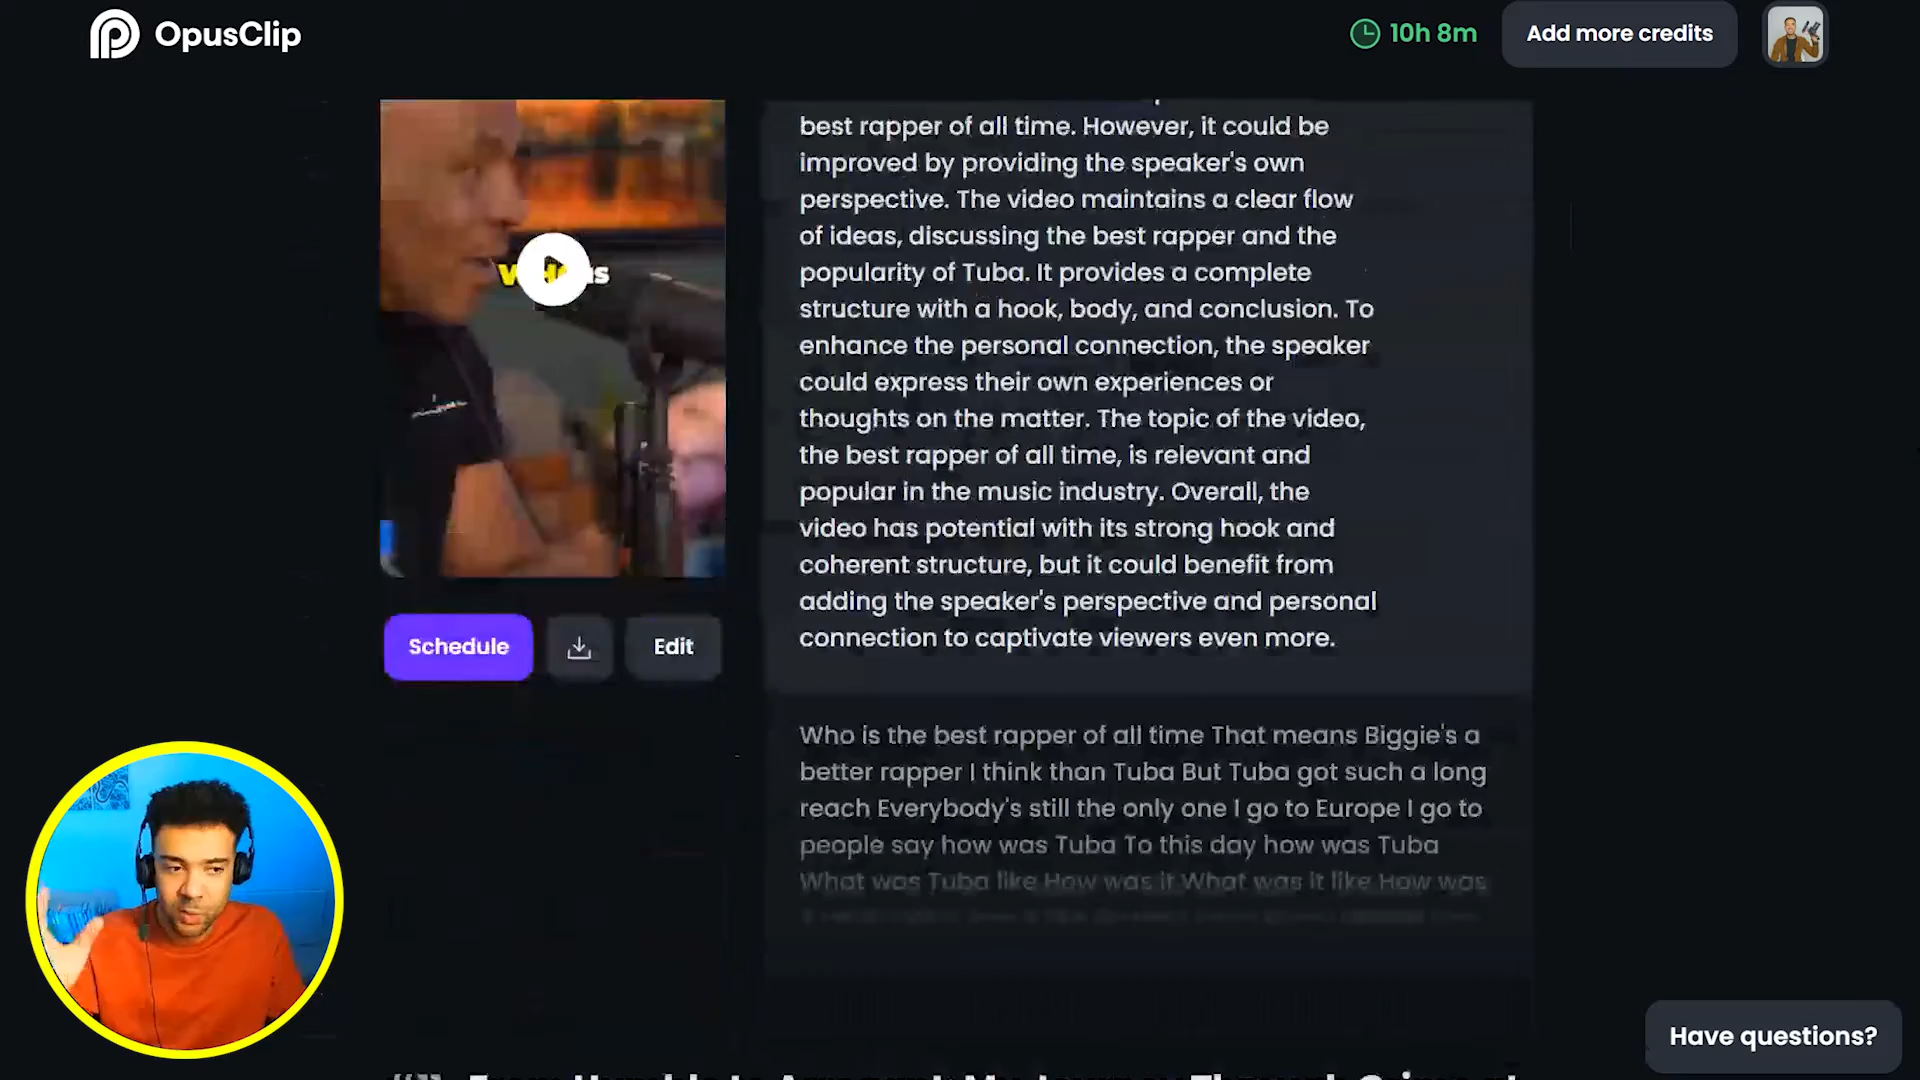 OpusClip
10h 8m
Add more credits
best rapper of all time. However, it could be
improved by providing the speaker's own
perspective. The video maintains a clear flow
of ideas, discussing the best rapper and the
popularity of Tuba. It provides a complete
structure with a hook, body, and conclusion. To
enhance the personal connection, the speaker
could express their own experiences or
thoughts on the matter. The topic of the video,
the best rapper of all time, is relevant and
popular in the music industry. Overall, the
video has potential with its strong hook and
coherent structure, but it could benefit from
adding the speaker's perspective and personal
connection to captivate viewers even more.
Schedule
Edit
Who is the best rapper of all time That means Biggie's a
better rapper I think than Tuba But Tuba got such a long
reach Everybody's still the only one I go to Europe I go to
people say how was Tuba To this day how was Tuba
What was Tuba like How was it What was it like How was
Have questions?